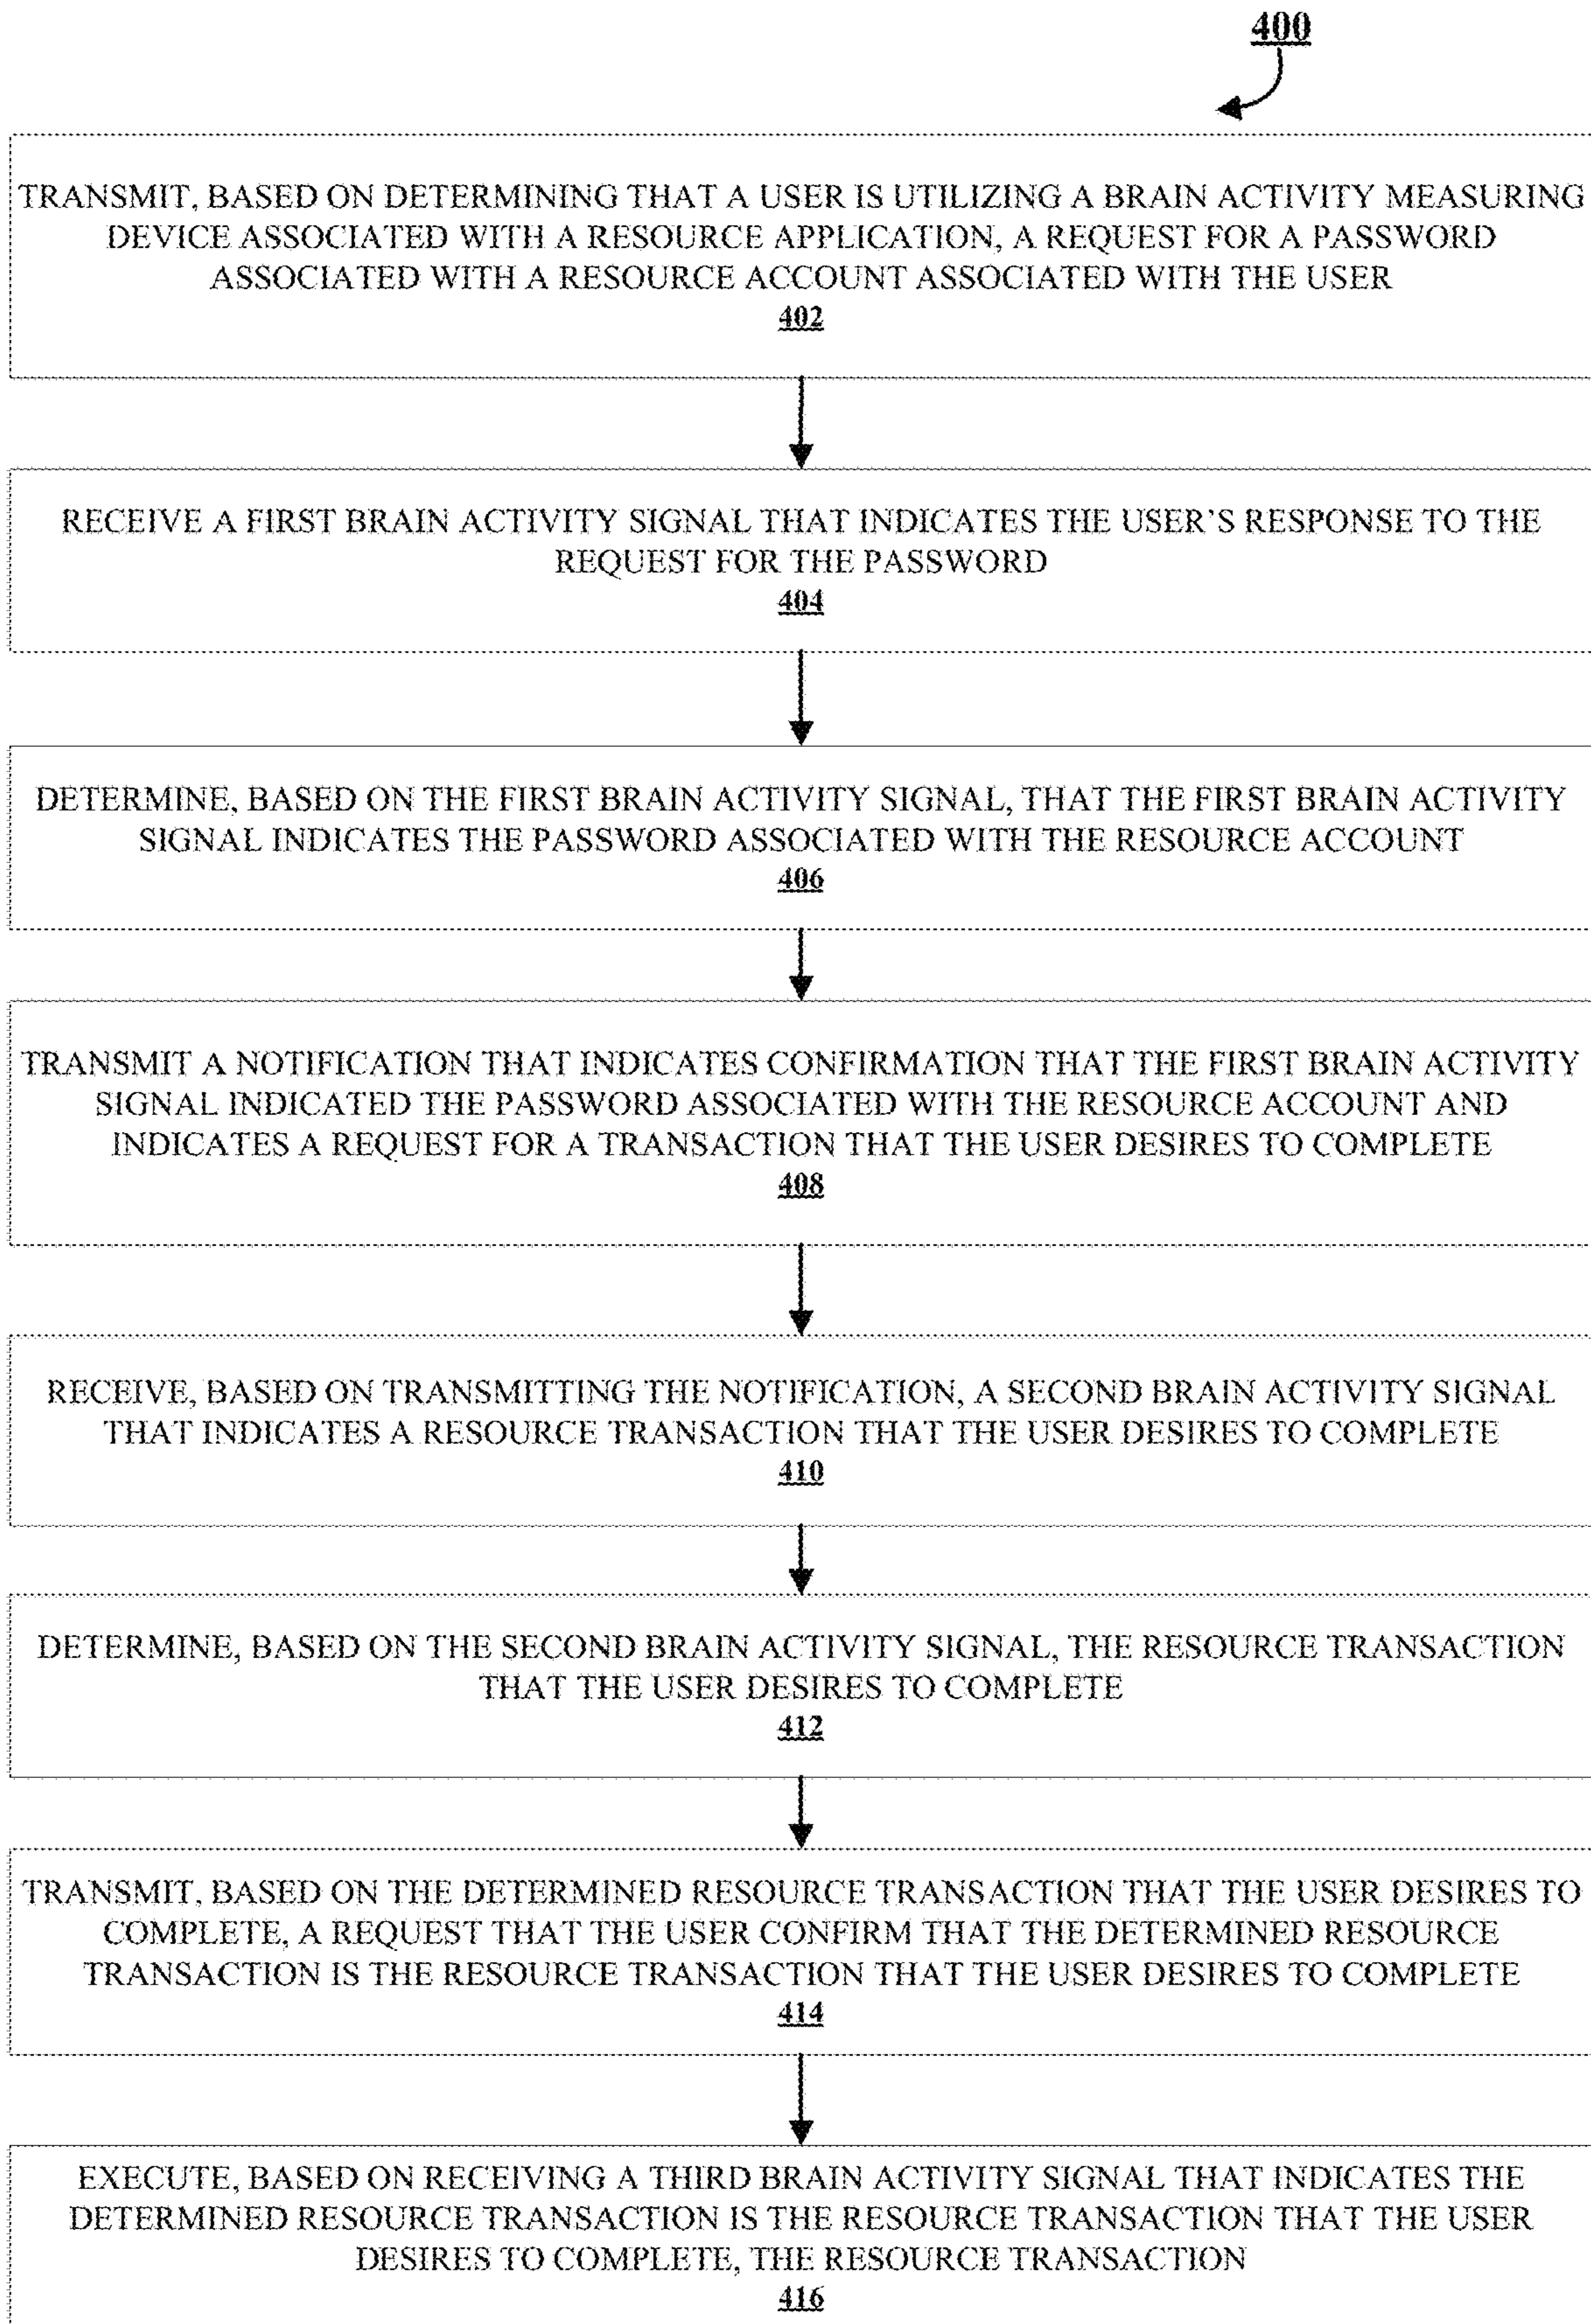 400
TRANSMIT, BASED ON DETERMINING THAT A USER IS UTILIZING A BRAIN ACTIVITY MEASURING
DEVICE ASSOCIATED WITH A RESOURCE APPLICATION, A REQUEST FOR A PASSWORD
ASSOCIATED WITH A RESOURCE ACCOUNT ASSOCIATED WITH THE USER
402
RECEIVE A FIRST BRAIN ACTIVITY SIGNAL THAT INDICATES THE USER'S RESPONSE TO THE
REQUEST FOR THE PASSWORD
404
DETERMINE, BASED ON THE FIRST BRAIN ACTIVITY SIGNAL, THAT THE FIRST BRAIN ACTIVITY
SIGNAL INDICATES THE PASSWORD ASSOCIATED WITH THE RESOURCE ACCOUNT
406
TRANSMIT A NOTIFICATION THAT INDICATES CONFIRMATION THAT THE FIRST BRAIN ACTIVITY
SIGNAL INDICATED THE PASSWORD ASSOCIATED WITH THE RESOURCE ACCOUNT AND
INDICATES A REQUEST FOR A TRANSACTION THAT THE USER DESIRES TO COMPLETE
408
RECEIVE, BASED ON TRANSMITTING THE NOTIFICATION, A SECOND BRAIN ACTIVITY SIGNAL
THAT INDICATES A RESOURCE TRANSACTION THAT THE USER DESIRES TO COMPLETE
410
DETERMINE, BASED ON THE SECOND BRAIN ACTIVITY SIGNAL, THE RESOURCE TRANSACTION
THAT THE USER DESIRES TO COMPLETE
412
TRANSMIT, BASED ON THE DETERMINED RESOURCE TRANSACTION THAT THE USER DESIRES TO
COMPLETE, A REQUEST THAT THE USER CONFIRM THAT THE DETERMINED RESOURCE
TRANSACTION IS THE RESOURCE TRANSACTION THAT THE USER DESIRES TO COMPLETE
414
EXECUTE, BASED ON RECEIVING A THIRD BRAIN ACTIVITY SIGNAL THAT INDICATES THE
DETERMINED RESOURCE TRANSACTION IS THE RESOURCE TRANSACTION THAT THE USER
DESIRES TO COMPLETE, THE RESOURCE TRANSACTION
416